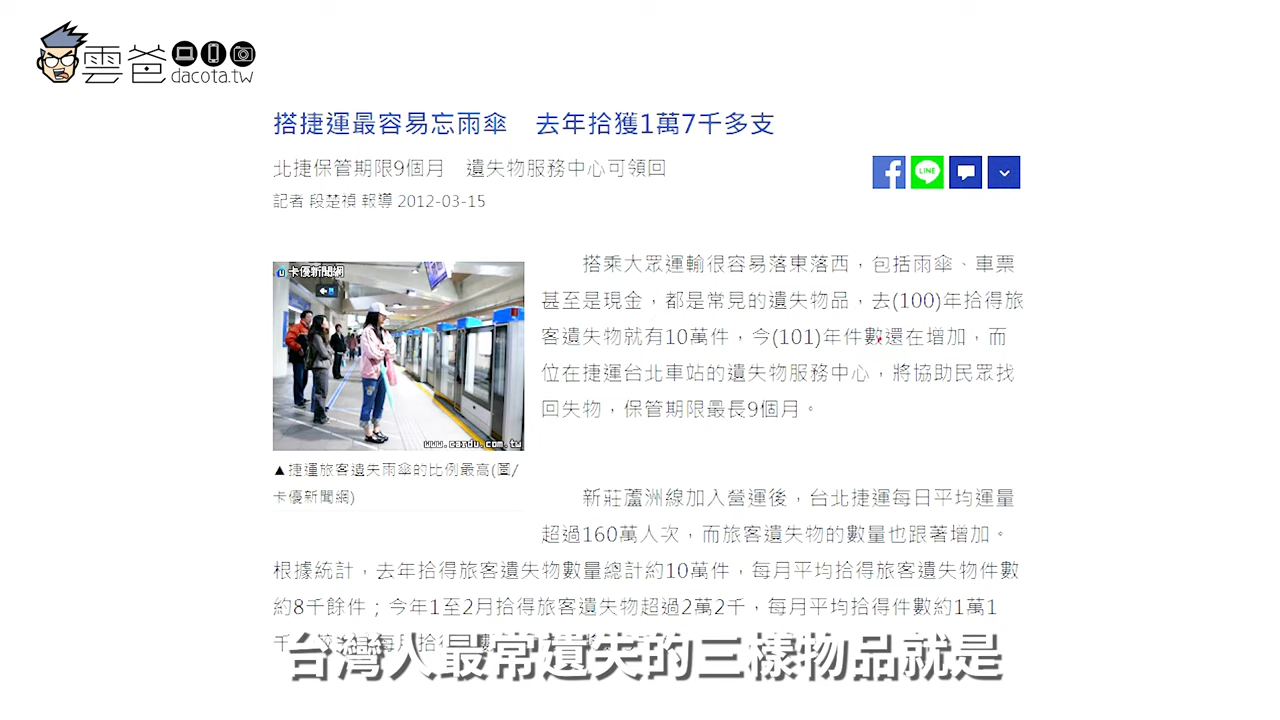 雲爸
dacota.tw
搭捷運最容易忘雨傘 去年拾獲1萬7千多支
北捷保管期限9個月 遺失物服務中心可領回
記者 段楚禎 報導 2012-03-15
LINE
卡優新聞網
www.cardu.com.tw
▲捷運旅客遺失雨傘的比例最高(圖/
卡優新聞網)
搭乘大眾運輸很容易落東落西，包括雨傘、車票
甚至是現金，都是常見的遺失物品，去(100)年拾得旅
客遺失物就有10萬件，今(101)年件數還在增加，而
位在捷運台北車站的遺失物服務中心，將協助民眾找
回失物，保管期限最長9個月。
新莊蘆洲線加入營運後，台北捷運每日平均運量
超過160萬人次，而旅客遺失物的數量也跟著增加。
根據統計，去年拾得旅客遺失物數量總計約10萬件，每月平均拾得旅客遺失物件數
約8千餘件；今年1至2月拾得旅客遺失物超過2萬2千，每月平均拾得件數約1萬1
台灣人最常遺失的三樣物品就是